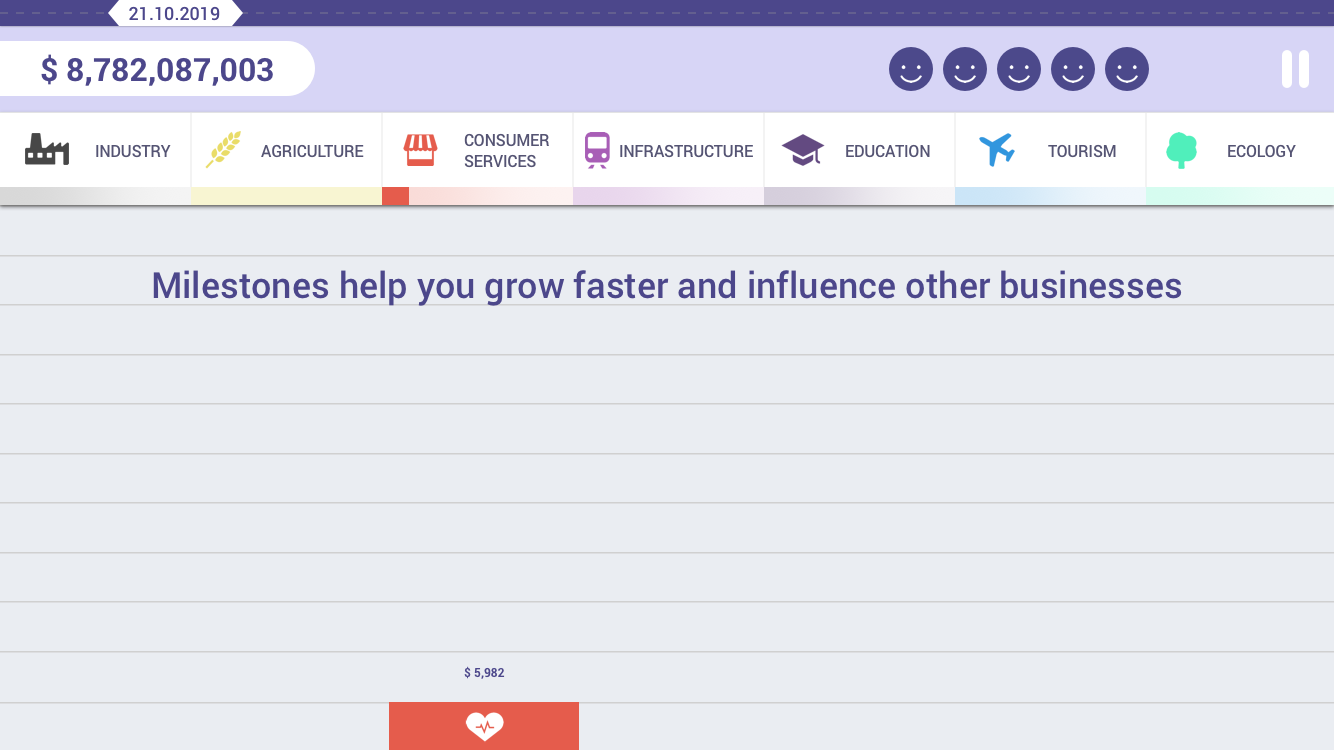 21.10.2019
$ 8,782,087,003
INDUSTRY
AGRICULTURE
CONSUMER
SERVICES
INFRASTRUCTURE
EDUCATION
TOURISM
ECOLOGY
Milestones help you grow faster and influence other businesses
$ 5,982